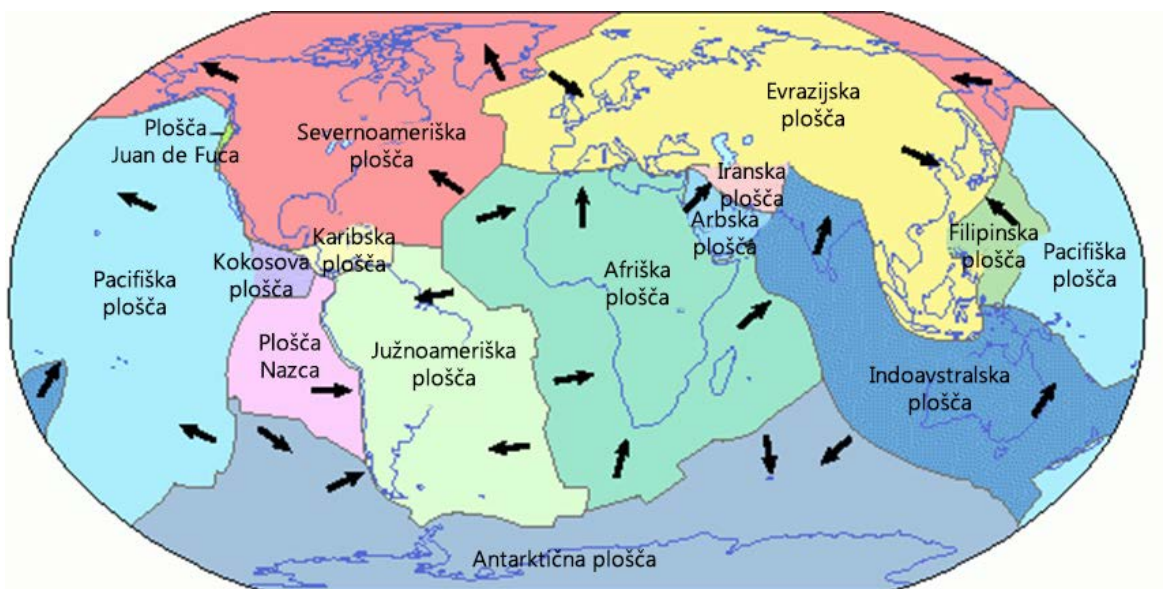 Evrazijska
plošča
Plošča
Juan de Fuca
Severnoameriška
plošča
Iranska
plošča
Arbska
plošča
Karibska
plošča
Filipinska
plošča
Kokosova
plošča
Pacifiška
plošča
Afriška
plošča
Pacifiška
plošča
Plošča
Nazca
Južnoameriška
plošča
Indoavstralska
plošča
Antarktična plošča